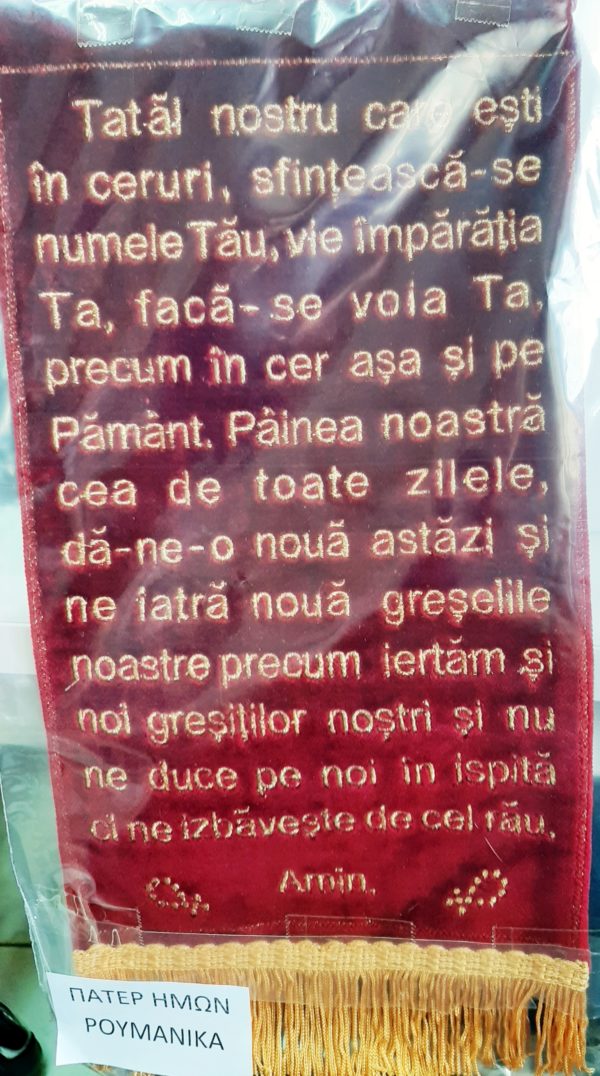 Tatăl nostru care ești
în ceruri, sfințească-se
numele Tău, vie împărăția
Ta, facă-se voia Ta,
precum în cer așa și pe
Pământ. Pâinea noastră
cea de toate zilele,
dă-ne-o nouă astăzi și
ne iatră nouă greșelile
noastre precum iertăm și
noi greșiților noștri și nu
ne duce pe noi in ispită
ci ne izbăvește de cel rău.
Amin.
ΠΑΤΕΡ ΗΜΩΝ
ΡΟΥΜΑΝΙΚΑ